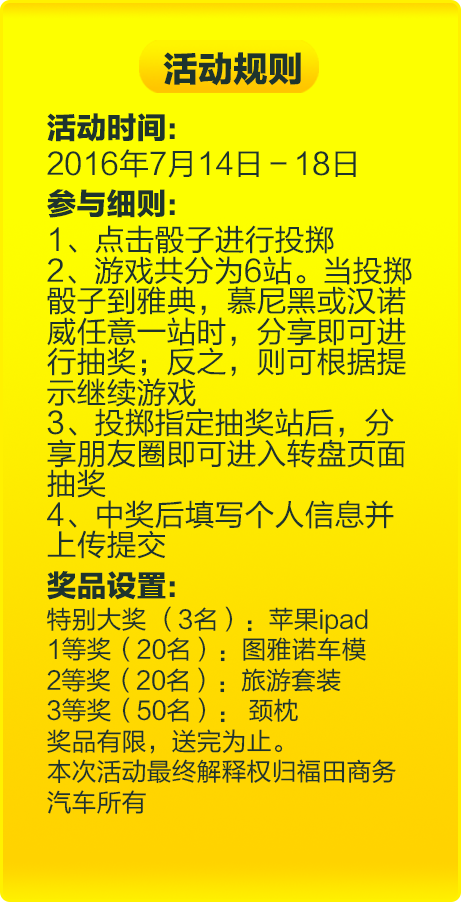 活动规则
活动时间：
2016年7月14日－18日
参与细则：
1、点击骰子进行投掷
2、游戏共分为6站。当投掷
骰子到雅典，慕尼黑或汉诺
威任意一站时，分享即可进
行抽奖；反之，则可根据提
示继续游戏
3、投掷指定抽奖站后，分
享朋友圈即可进入转盘页面
抽奖
4、中奖后填写个人信息并
上传提交
奖品设置：
特别大奖（3名）：苹果ipad
1等奖（20名）：图雅诺车模
2等奖（20名）：旅游套装
3等奖（50名）： 颈枕
奖品有限，送完为止。
本次活动最终解释权归福田商务
汽车所有